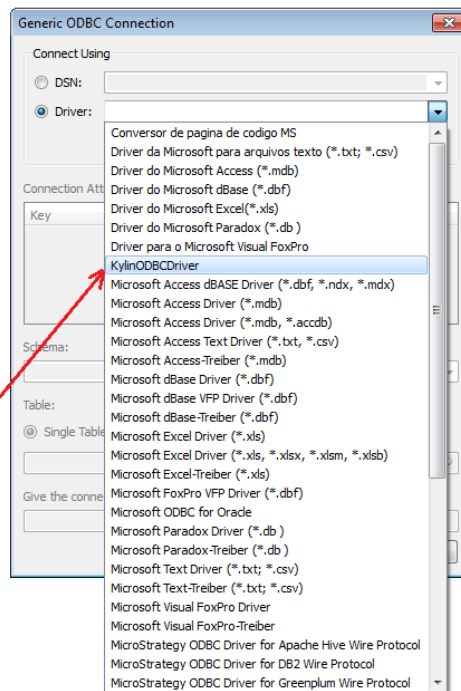 Generic ODBC Connection
Connect Using
DSN:
Driver:
Conversor de pagina de codigo MS
Driver da Microsoft para arquivos texto (*.txt; *.csv)
Driver do Microsoft Access (*.mdb)
Driver do Microsoft dBase (*.dbf)
Connection Att
Driver do Microsoft Excel(*.xls)
Key
Driver do Microsoft Paradox (*.db )
Driver para o Microsoft Visual FoxPro
KylinODBCDriver
Microsoft Access dBASE Driver (*.dbf, *.ndx, *.mdx)
Microsoft Access Driver (*.mdb)
Microsoft Access Driver (*.mdb, *.accdb)
Schema:
Microsoft Access Text Driver (*.txt, *.csv)
Microsoft Access-Treiber (*.mdb)
Microsoft dBase Driver (*.dbf)
Table:
Microsoft dBase VFP Driver (*.dbf)
Microsoft dBase-Treiber (*.dbf)
Single Table
Microsoft Excel Driver (*.xls)
Microsoft Excel Driver (*.xls, *.xlsx, *.xlsm, *.xlsb)
Microsoft Excel-Treiber (*.xls)
Give the conne
Microsoft FoxPro VFP Driver (*.dbf)
Microsoft ODBC for Oracle
Microsoft Paradox Driver (*.db )
Microsoft Paradox-Treiber (*.db )
Microsoft Text Driver (*.txt; *.csv)
Microsoft Text-Treiber (*.txt; *.csv)
Microsoft Visual FoxPro Driver
Microsoft Visual FoxPro-Treiber
MicroStrategy ODBC Driver for Apache Hive Wire Protocol
MicroStrategy ODBC Driver for DB2 Wire Protocol
MicroStrategy ODBC Driver for Greenplum Wire Protocol